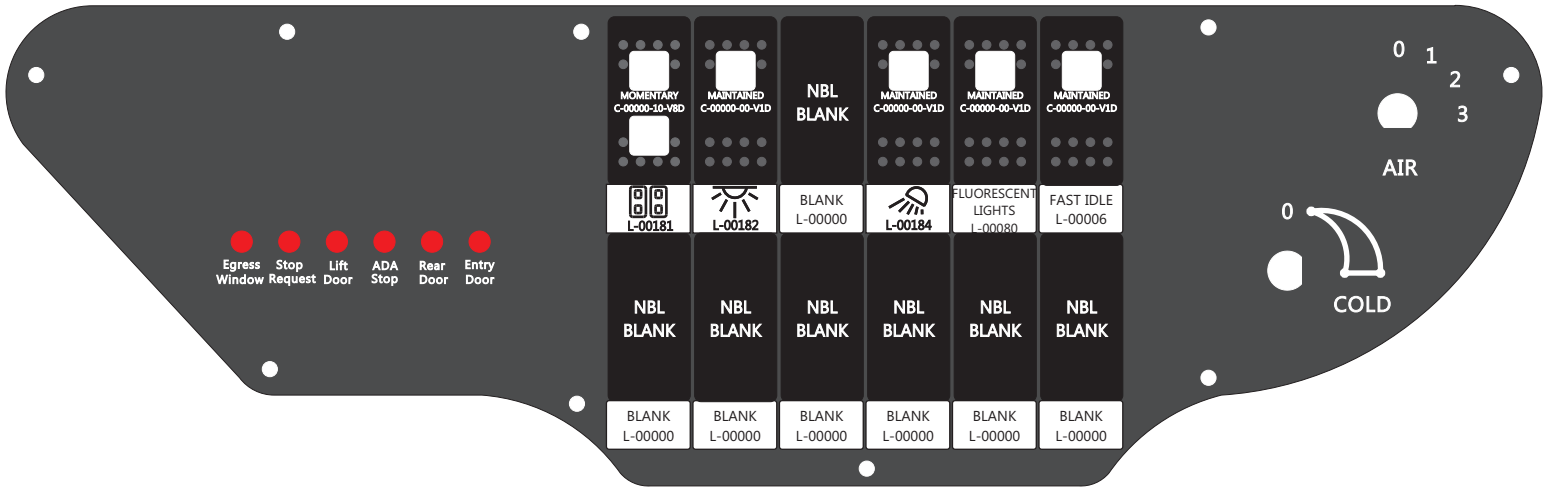 Egress
Window
Stop
Request
Lift
Door
ADA
Stop
Rear
Door
Entry
Door
MOMENTARY
C-00000-10-V8D
MAINTAINED
C-00000-00-V1D
NBL
BLANK
MAINTAINED
C-00000-00-V1D
MAINTAINED
C-00000-00-V1D
MAINTAINED
C-00000-00-V1D
L-00181
L-00182
BLANK
L-00000
L-00184
FLUORESCENT
LIGHTS
L-00080
FAST IDLE
L-00006
NBL
BLANK
NBL
BLANK
NBL
BLANK
NBL
BLANK
NBL
BLANK
NBL
BLANK
BLANK
L-00000
BLANK
L-00000
BLANK
L-00000
BLANK
L-00000
BLANK
L-00000
BLANK
L-00000
0
1
2
3
AIR
0
COLD